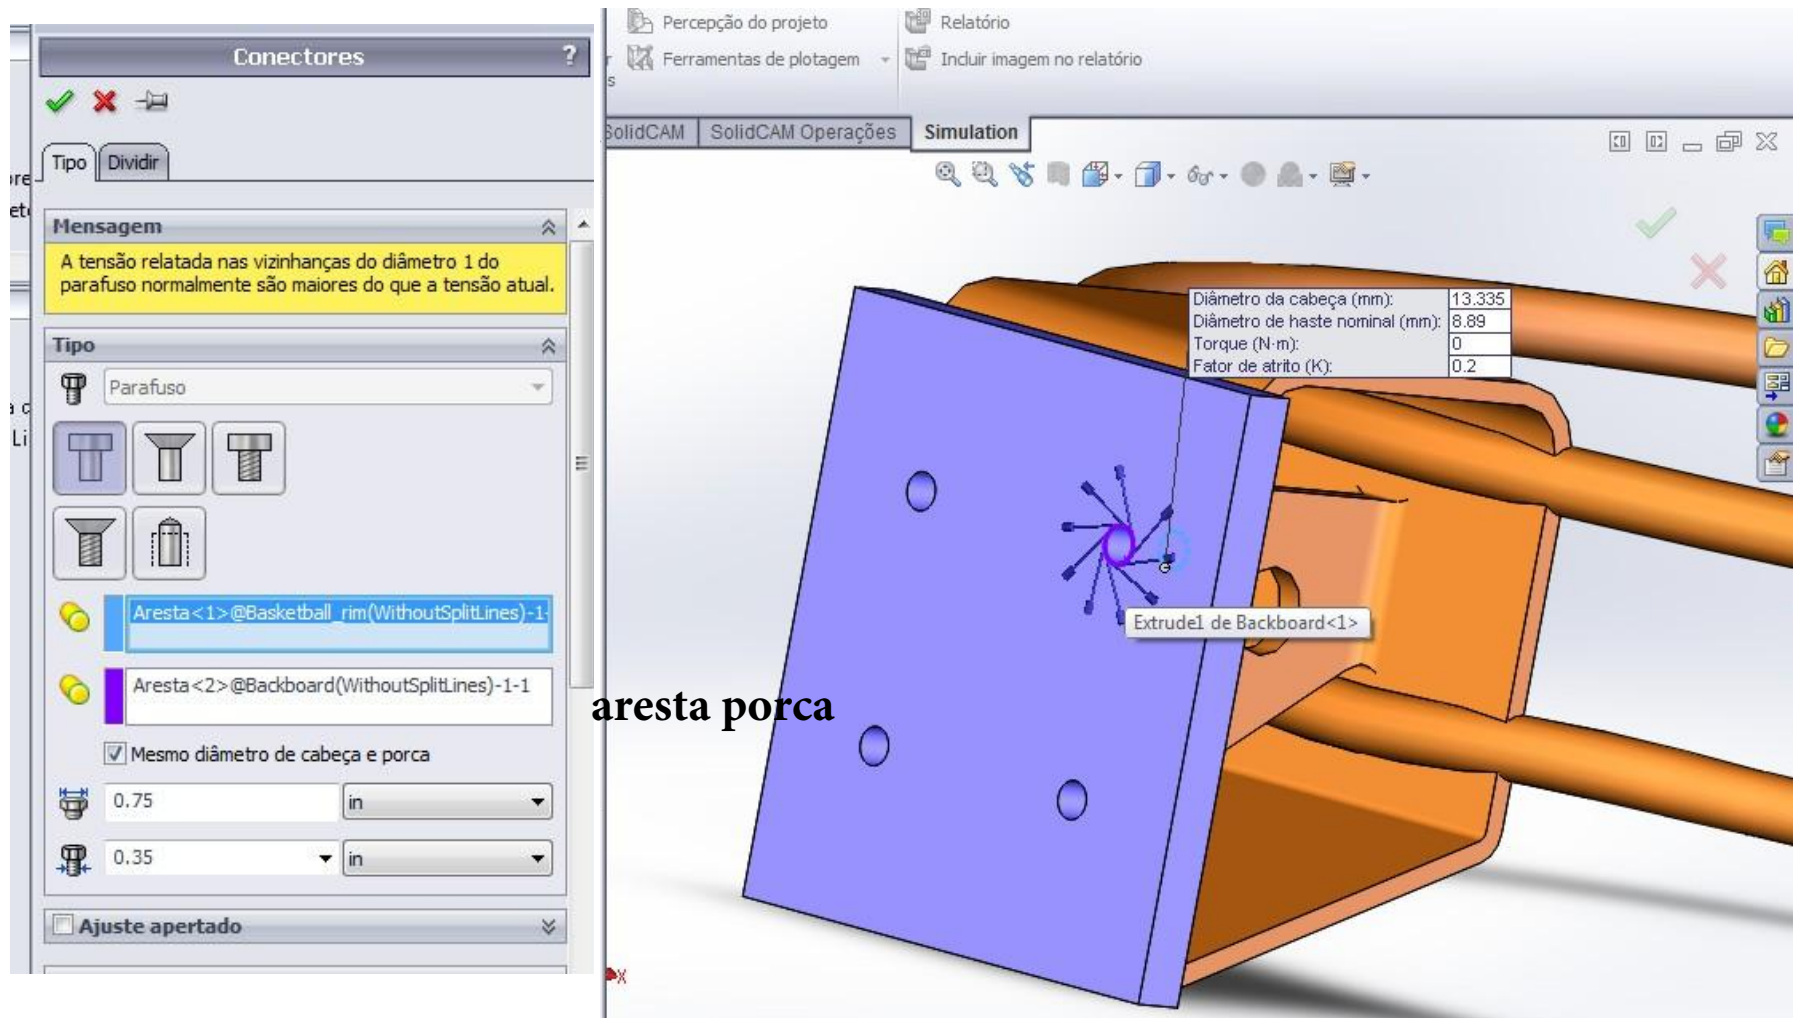 Conectores
?
Tipo
Dividir
Mensagem
A tensão relatada nas vizinhanças do diâmetro 1 do
parafuso normalmente são maiores do que a tensão atual.
Tipo
Parafuso
Aresta<1>@Basketball_rim(WithoutSplitLines)-1-
Aresta<2>@Backboard(WithoutSplitLines)-1-1
aresta porca
Mesmo diâmetro de cabeça e porca
0.75 in
0.35 in
Ajuste apertado
Percepção do projeto
Relatório
Ferramentas de plotagem
Incluir imagem no relatório
SolidCAM
SolidCAM Operações
Simulation
Diâmetro da cabeça (mm): 13.335
Diâmetro de haste nominal (mm): 8.89
Torque (N·m): 0
Fator de atrito (K): 0.2
Extrude1 de Backboard<1>
X